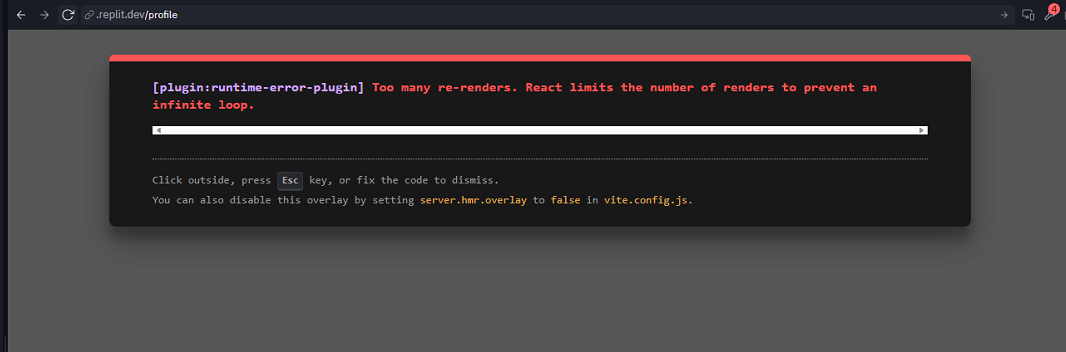 .replit.dev/profile
4
[plugin:runtime-error-plugin] Too many re-renders. React limits the number of renders to prevent an
infinite loop.
Click outside, press Esc key, or fix the code to dismiss.
You can also disable this overlay by setting server.hmr.overlay to false in vite.config.js.